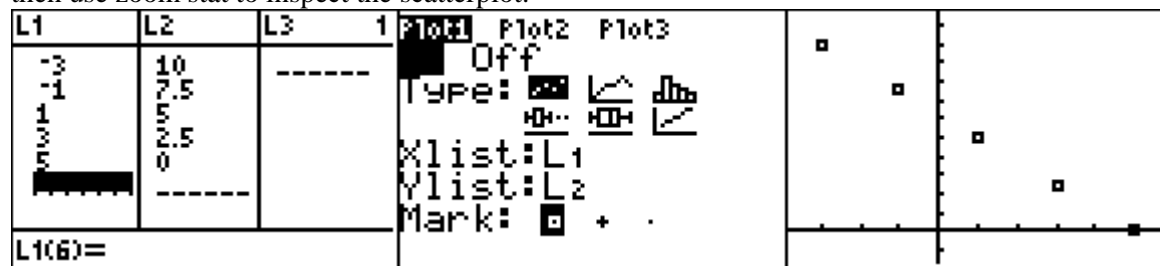 then use zoom stat to inspect the scatterplot.
L1 L2 L3 1
-3 10 ------
-1 7.5
1 5
3 2.5
5 0
------
L1(6)=
Plot1 Plot2 Plot3
Off
Type:
Xlist:L1
Ylist:L2
Mark: + ·